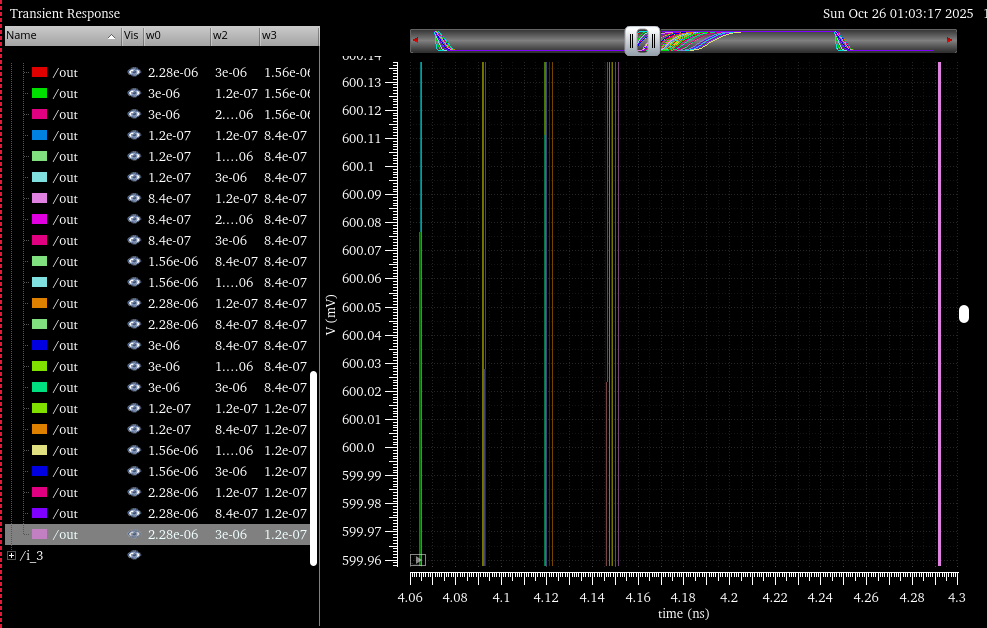 Transient Response Sun Oct 26 01:03:17 2025 1
Name Vis w0 w2 w3
/out 2.28e-06 3e-06 1.56e-06
/out 3e-06 1.2e-07 1.56e-06
/out 3e-06 2....06 1.56e-06
/out 1.2e-07 1.2e-07 8.4e-07
/out 1.2e-07 1....06 8.4e-07
/out 1.2e-07 3e-06 8.4e-07
/out 8.4e-07 1.2e-07 8.4e-07
/out 8.4e-07 2....06 8.4e-07
/out 8.4e-07 3e-06 8.4e-07
/out 1.56e-06 8.4e-07 8.4e-07
/out 1.56e-06 1....06 8.4e-07
/out 2.28e-06 1.2e-07 8.4e-07
/out 2.28e-06 8.4e-07 8.4e-07
/out 3e-06 8.4e-07 8.4e-07
/out 3e-06 1....06 8.4e-07
/out 3e-06 3e-06 8.4e-07
/out 1.2e-07 1.2e-07 1.2e-07
/out 1.2e-07 8.4e-07 1.2e-07
/out 1.56e-06 1....06 1.2e-07
/out 1.56e-06 3e-06 1.2e-07
/out 2.28e-06 1.2e-07 1.2e-07
/out 2.28e-06 8.4e-07 1.2e-07
/out 2.28e-06 3e-06 1.2e-07
/i_3
V (mV)
600.14
600.13
600.12
600.11
600.1
600.09
600.08
600.07
600.06
600.05
600.04
600.03
600.02
600.01
600.0
599.99
599.98
599.97
599.96
4.06 4.08 4.1 4.12 4.14 4.16 4.18 4.2 4.22 4.24 4.26 4.28 4.3
time (ns)